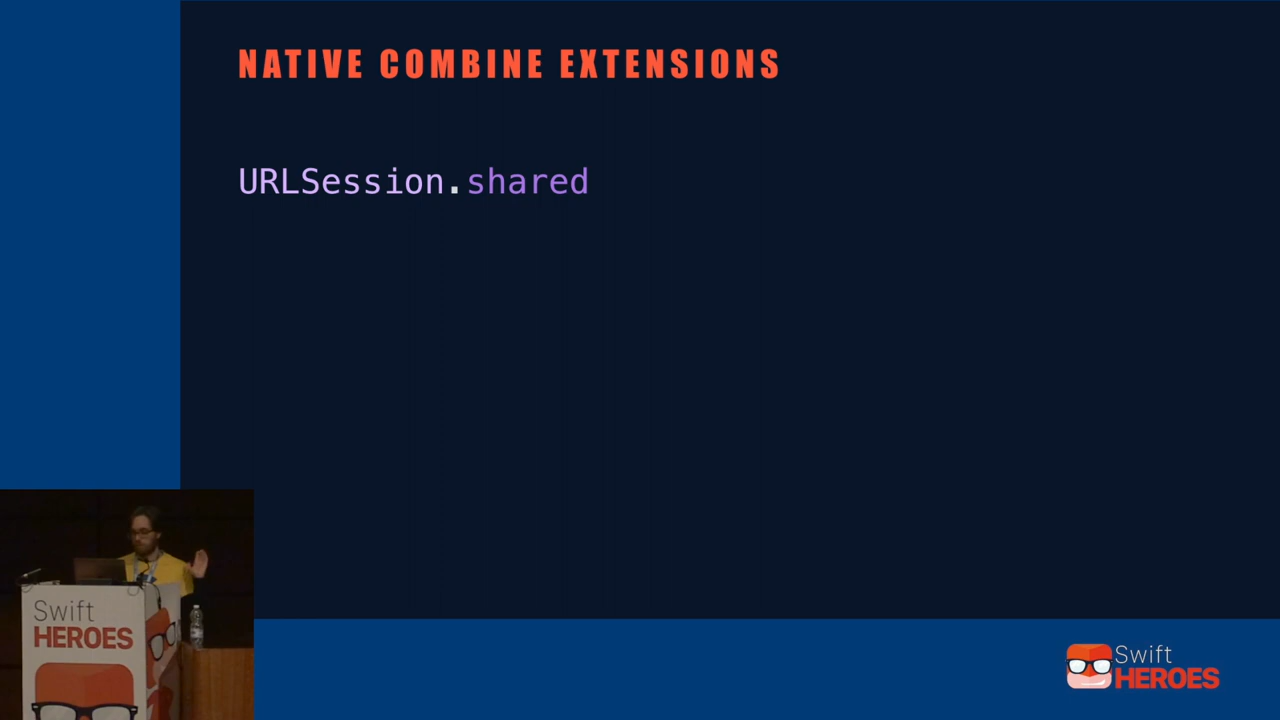 NATIVE COMBINE EXTENSIONS
URLSession.shared
Swift
HEROES
Swift
HEROES